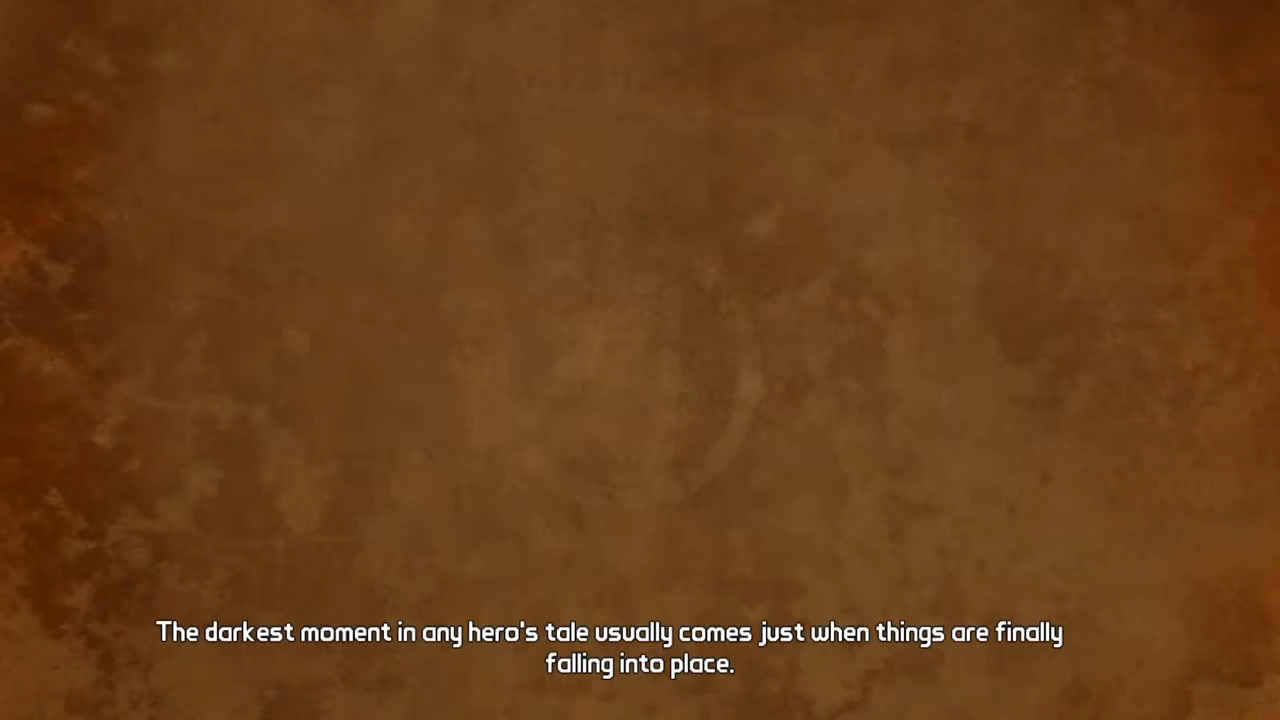 The darkest moment in any hero's tale usually comes just when things are finally
falling into place.